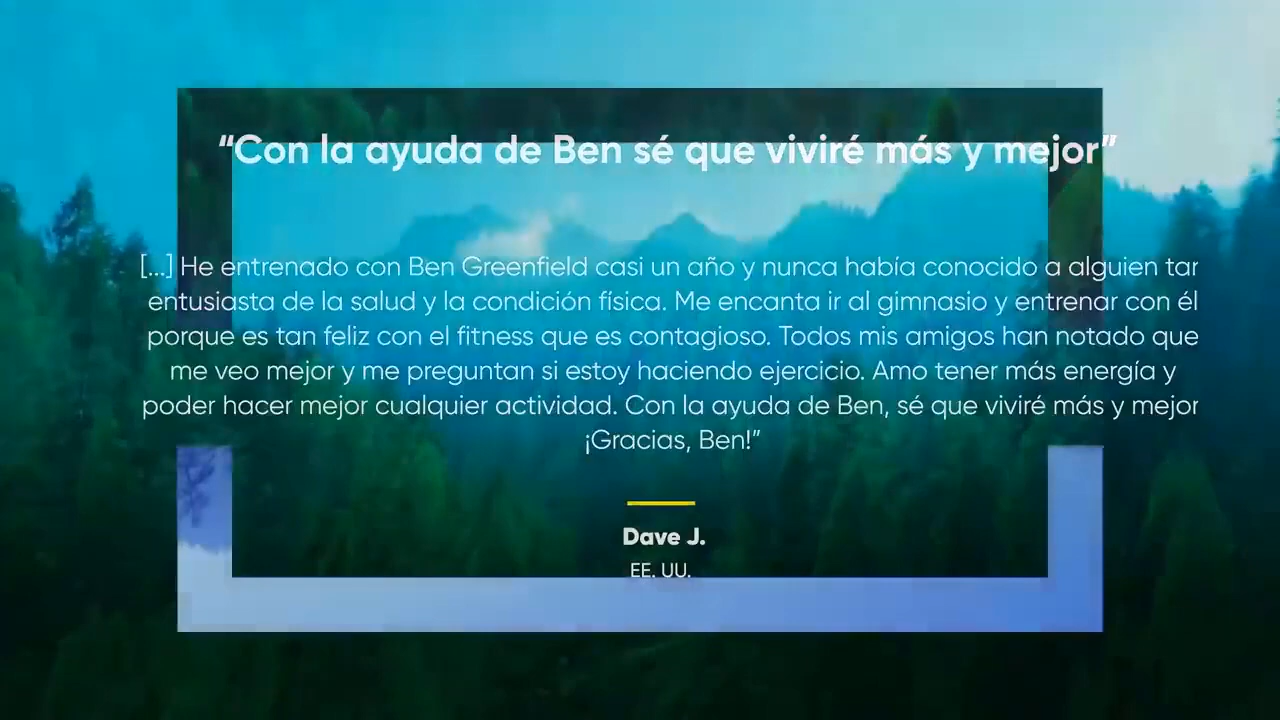 “Con la ayuda de Ben sé que viviré más y mejor”
[...] He entrenado con Ben Greenfield casi un año y nunca había conocido a alguien tan
entusiasta de la salud y la condición física. Me encanta ir al gimnasio y entrenar con él
porque es tan feliz con el fitness que es contagioso. Todos mis amigos han notado que
me veo mejor y me preguntan si estoy haciendo ejercicio. Amo tener más energía y
poder hacer mejor cualquier actividad. Con la ayuda de Ben, sé que viviré más y mejor
¡Gracias, Ben!”
Dave J.
EE. UU.